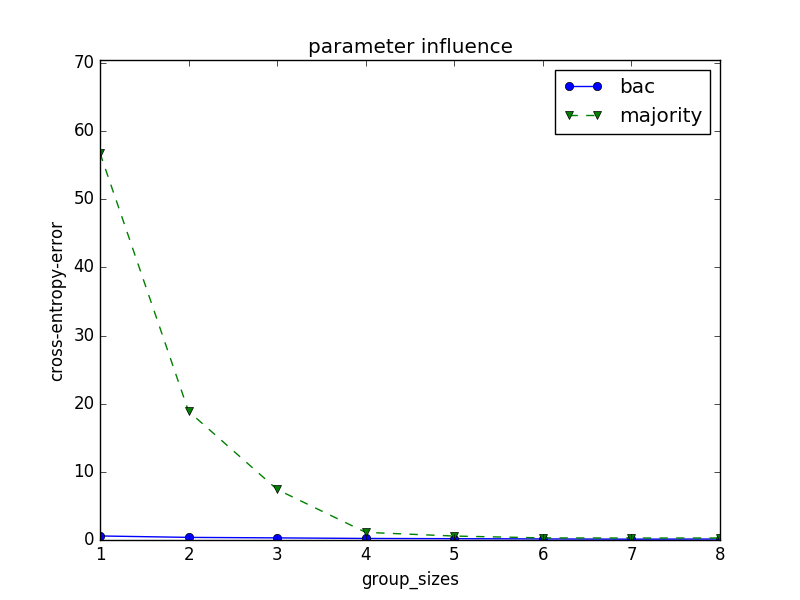 parameter influence
bac
majority
cross-entropy-error
70
60
50
40
30
20
10
0
1 2 3 4 5 6 7 8
group_sizes